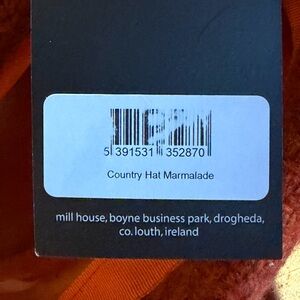 5 391531 352870
Country Hat Marmalade
mill house, boyne business park, drogheda,
co. louth, ireland